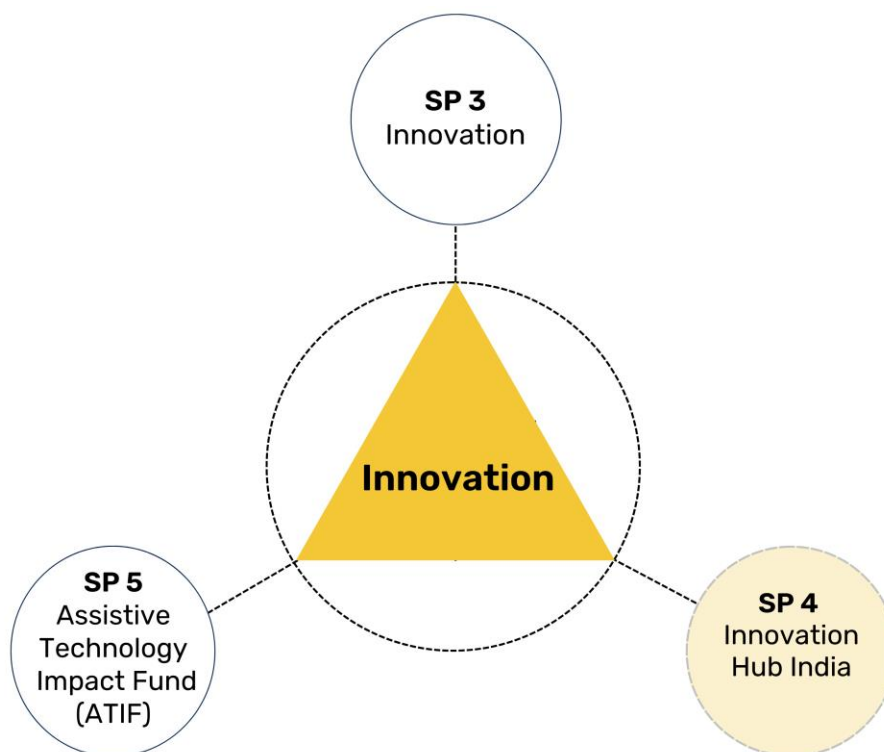 SP 3
Innovation
Innovation
SP 5
Assistive
Technology
Impact Fund
(ATIF)
SP 4
Innovation
Hub India